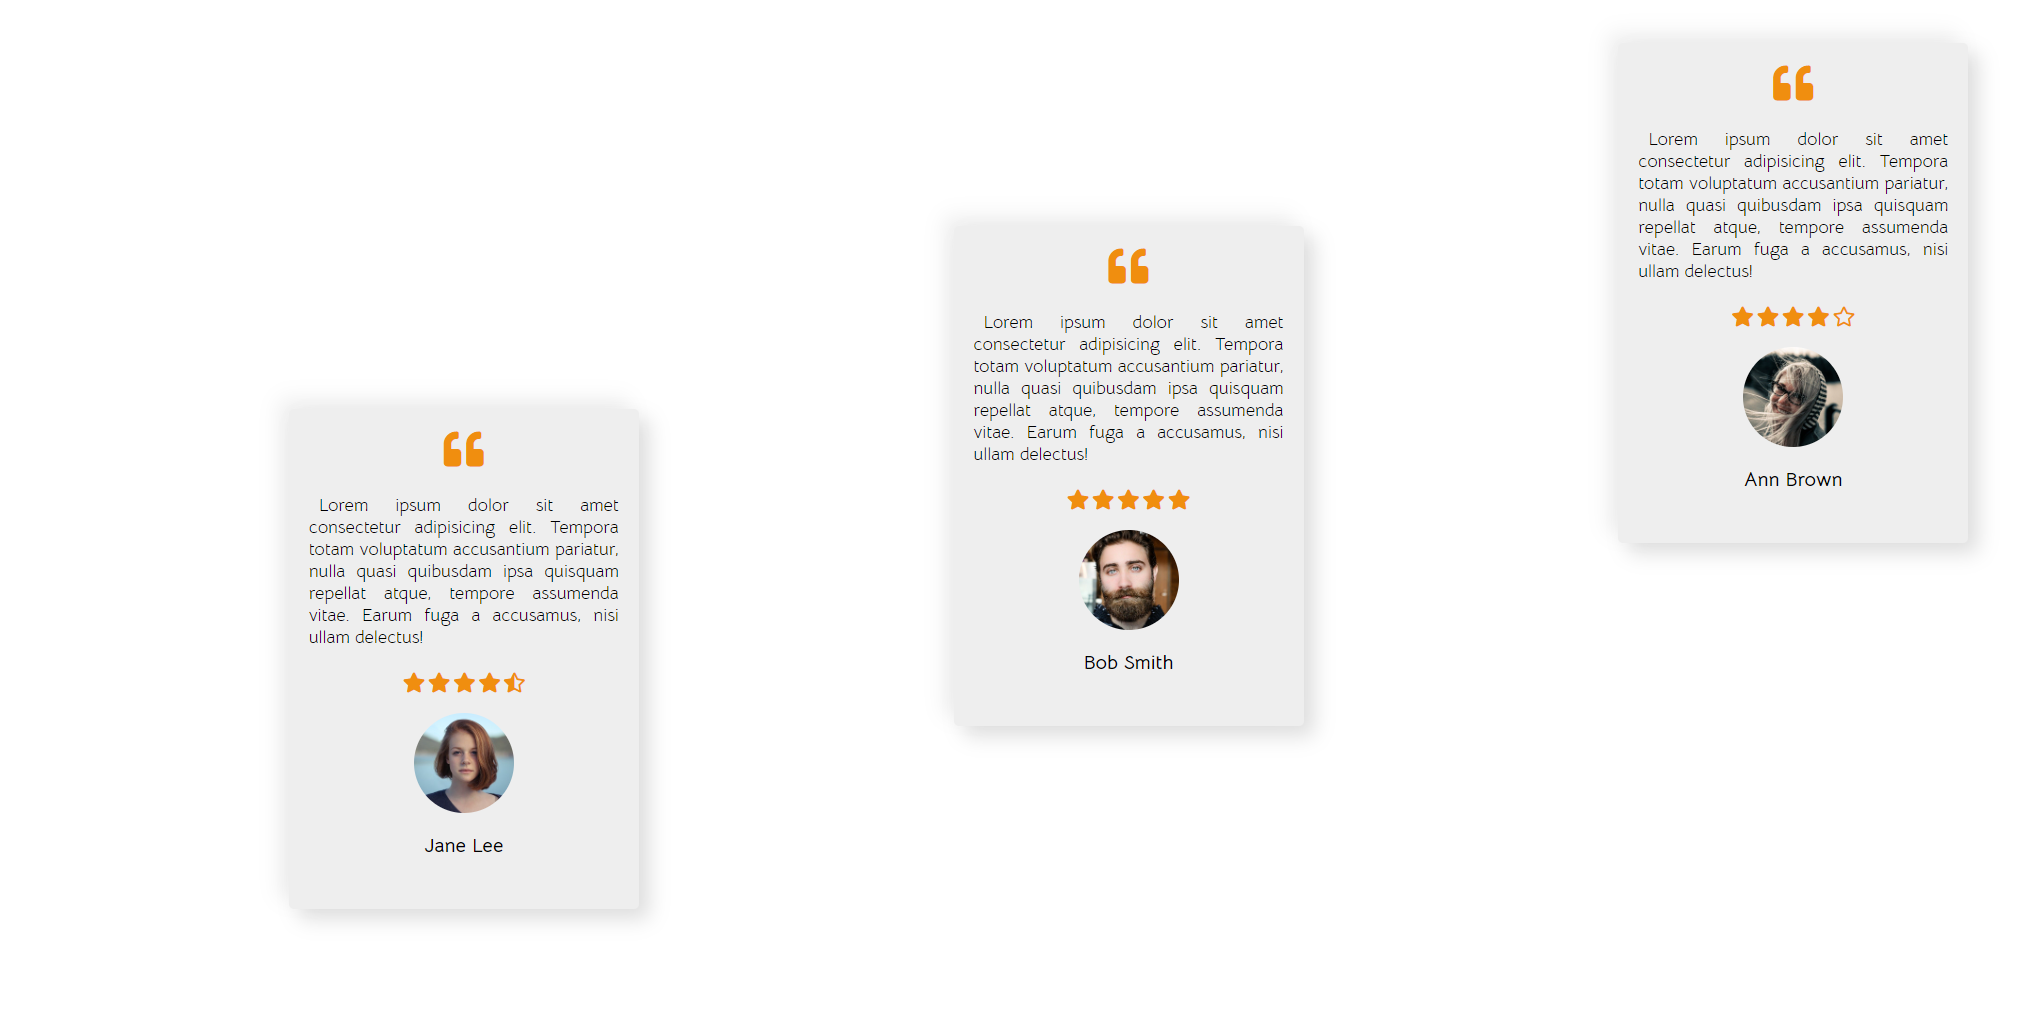 Lorem ipsum dolor sit amet
consectetur adipisicing elit. Tempora
totam voluptatum accusantium pariatur,
nulla quasi quibusdam ipsa quisquam
repellat atque, tempore assumenda
vitae. Earum fuga a accusamus, nisi
ullam delectus!
Jane Lee
Lorem ipsum dolor sit amet
consectetur adipisicing elit. Tempora
totam voluptatum accusantium pariatur,
nulla quasi quibusdam ipsa quisquam
repellat atque, tempore assumenda
vitae. Earum fuga a accusamus, nisi
ullam delectus!
Bob Smith
Lorem ipsum dolor sit amet
consectetur adipisicing elit. Tempora
totam voluptatum accusantium pariatur,
nulla quasi quibusdam ipsa quisquam
repellat atque, tempore assumenda
vitae. Earum fuga a accusamus, nisi
ullam delectus!
Ann Brown